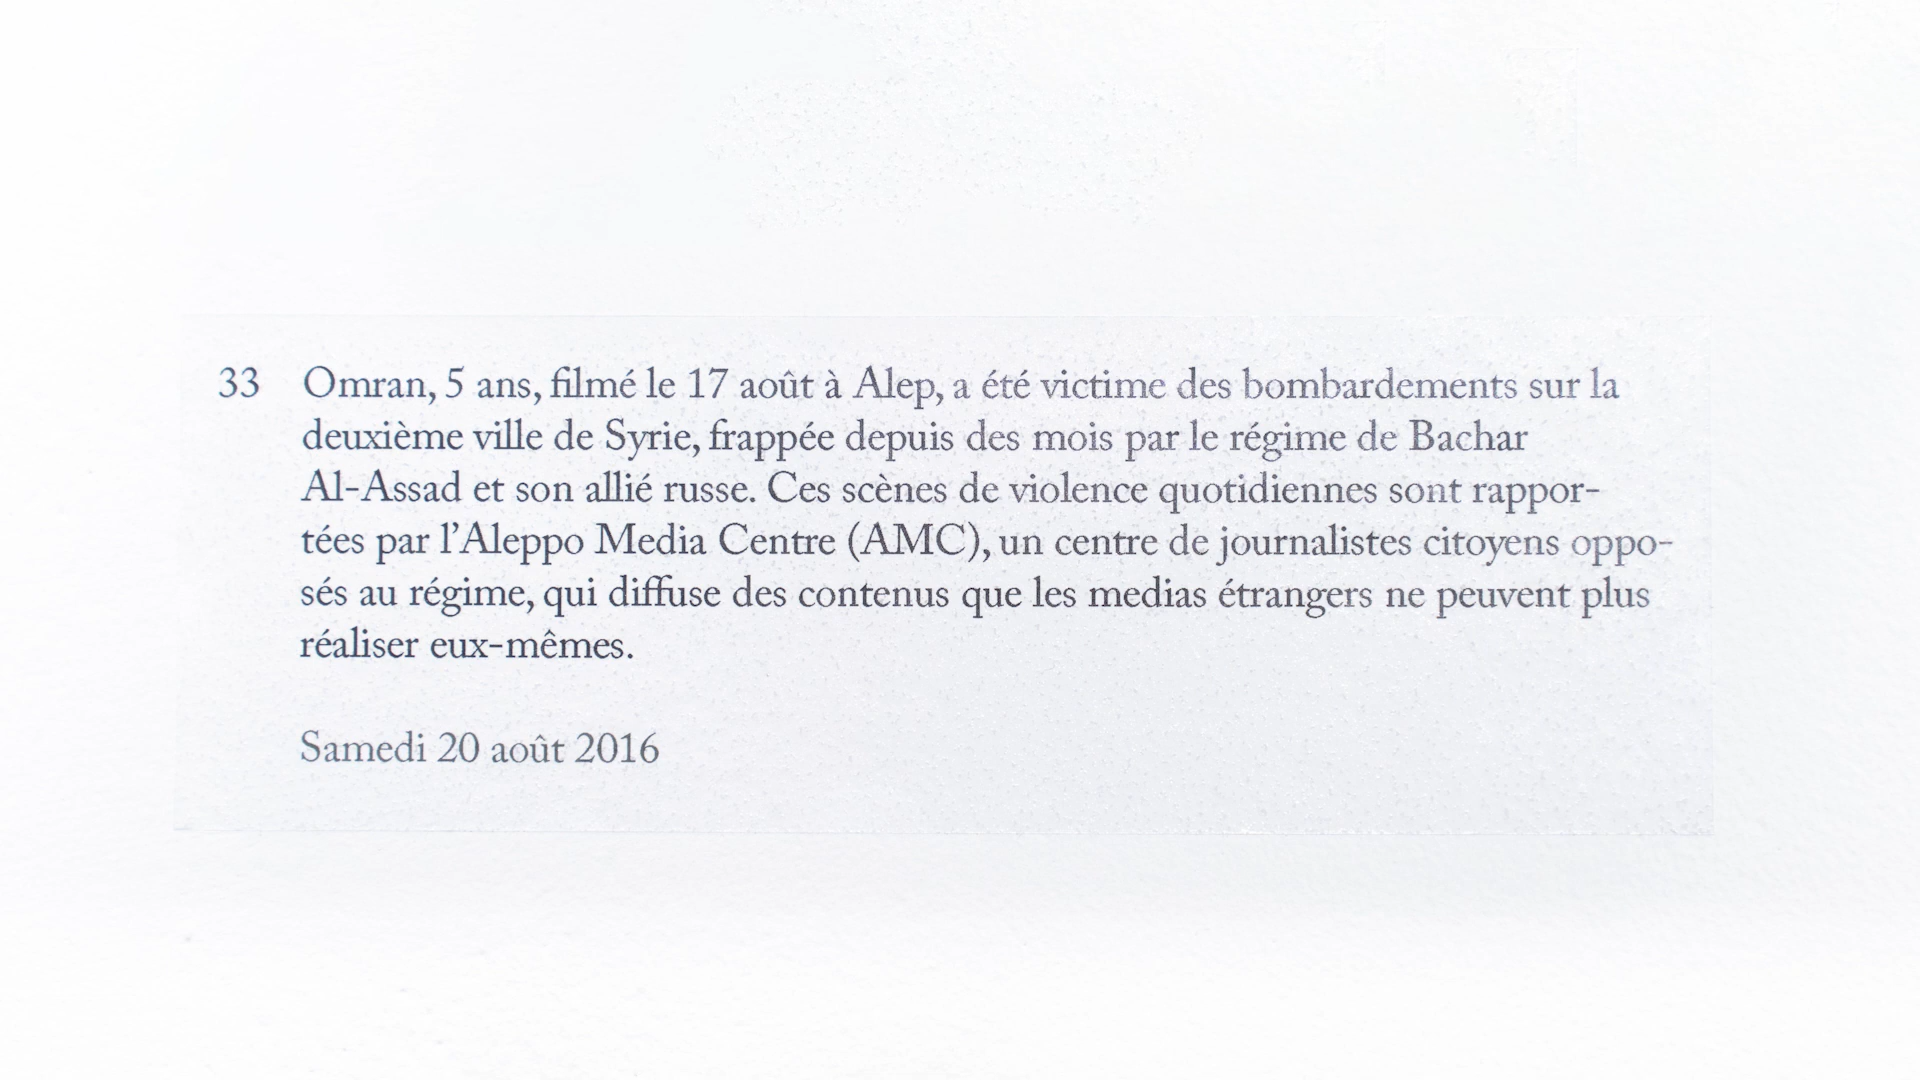 33 Omran, 5 ans, filmé le 17 août à Alep, a été victime des bombardements sur la
deuxième ville de Syrie, frappée depuis des mois par le régime de Bachar
Al-Assad et son allié russe. Ces scènes de violence quotidiennes sont rappor-
tées par l’Aleppo Media Centre (AMC), un centre de journalistes citoyens oppo-
sés au régime, qui diffuse des contenus que les medias étrangers ne peuvent plus
réaliser eux-mêmes.
Samedi 20 août 2016